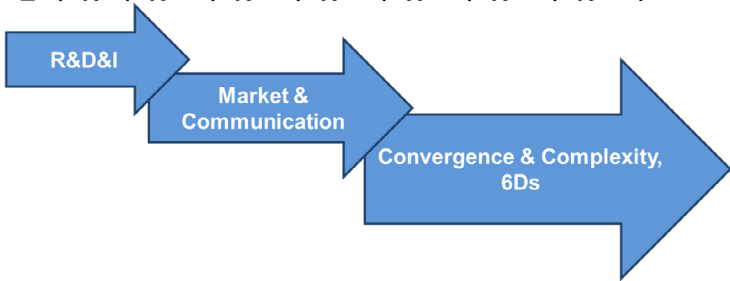 R&D&I
Market &
Communication
Convergence & Complexity,
6Ds